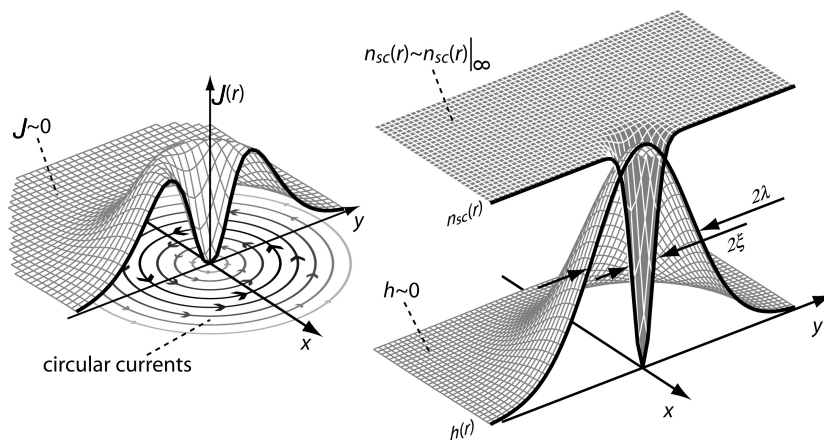 J(r)
J~0
y
x
circular currents
n_sc(r)~n_sc(r)|∞
n_sc(r)
2λ
2ξ
h~0
y
x
h(r)